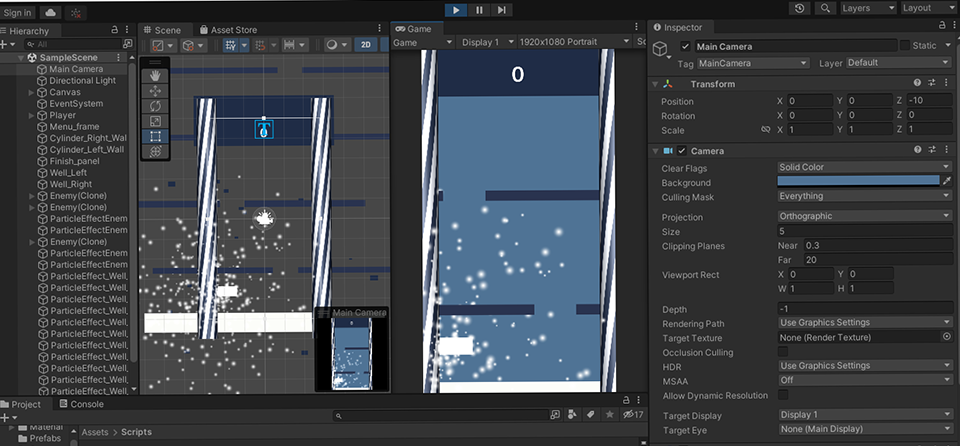 Sign in
Layers
Layout
Hierarchy
All
SampleScene
Main Camera
Directional Light
Canvas
EventSystem
Player
Menu_frame
Cylinder_Right_Wall
Cylinder_Left_Wall
Finish_panel
Well_Left
Well_Right
Enemy(Clone)
Enemy(Clone)
ParticleEffectEnem
ParticleEffectEnem
Enemy(Clone)
ParticleEffectEnem
ParticleEffectEnem
ParticleEffect_Well_
ParticleEffect_Well_
ParticleEffect_Well_
ParticleEffect_Well_
ParticleEffect_Well_
ParticleEffect_Well_
ParticleEffect_Well_
ParticleEffect_Well_
ParticleEffect_Well_
Scene
Asset Store
2D
0
Main Camera
0
Game
Game
Display 1
1920x1080 Portrait
Sc
0
Project
Console
17
Material
Prefabs
Assets
Scripts
Inspector
Main Camera
Static
Tag
MainCamera
Layer
Default
Transform
Position
X 0 Y 0 Z -10
Rotation
X 0 Y 0 Z 0
Scale
X 1 Y 1 Z 1
Camera
Clear Flags
Solid Color
Background
Culling Mask
Everything
Projection
Orthographic
Size
5
Clipping Planes
Near 0.3
Far 20
Viewport Rect
X 0 Y 0
W 1 H 1
Depth
-1
Rendering Path
Use Graphics Settings
Target Texture
None (Render Texture)
Occlusion Culling
HDR
Use Graphics Settings
MSAA
Off
Allow Dynamic Resolution
Target Display
Display 1
Target Eye
None (Main Display)